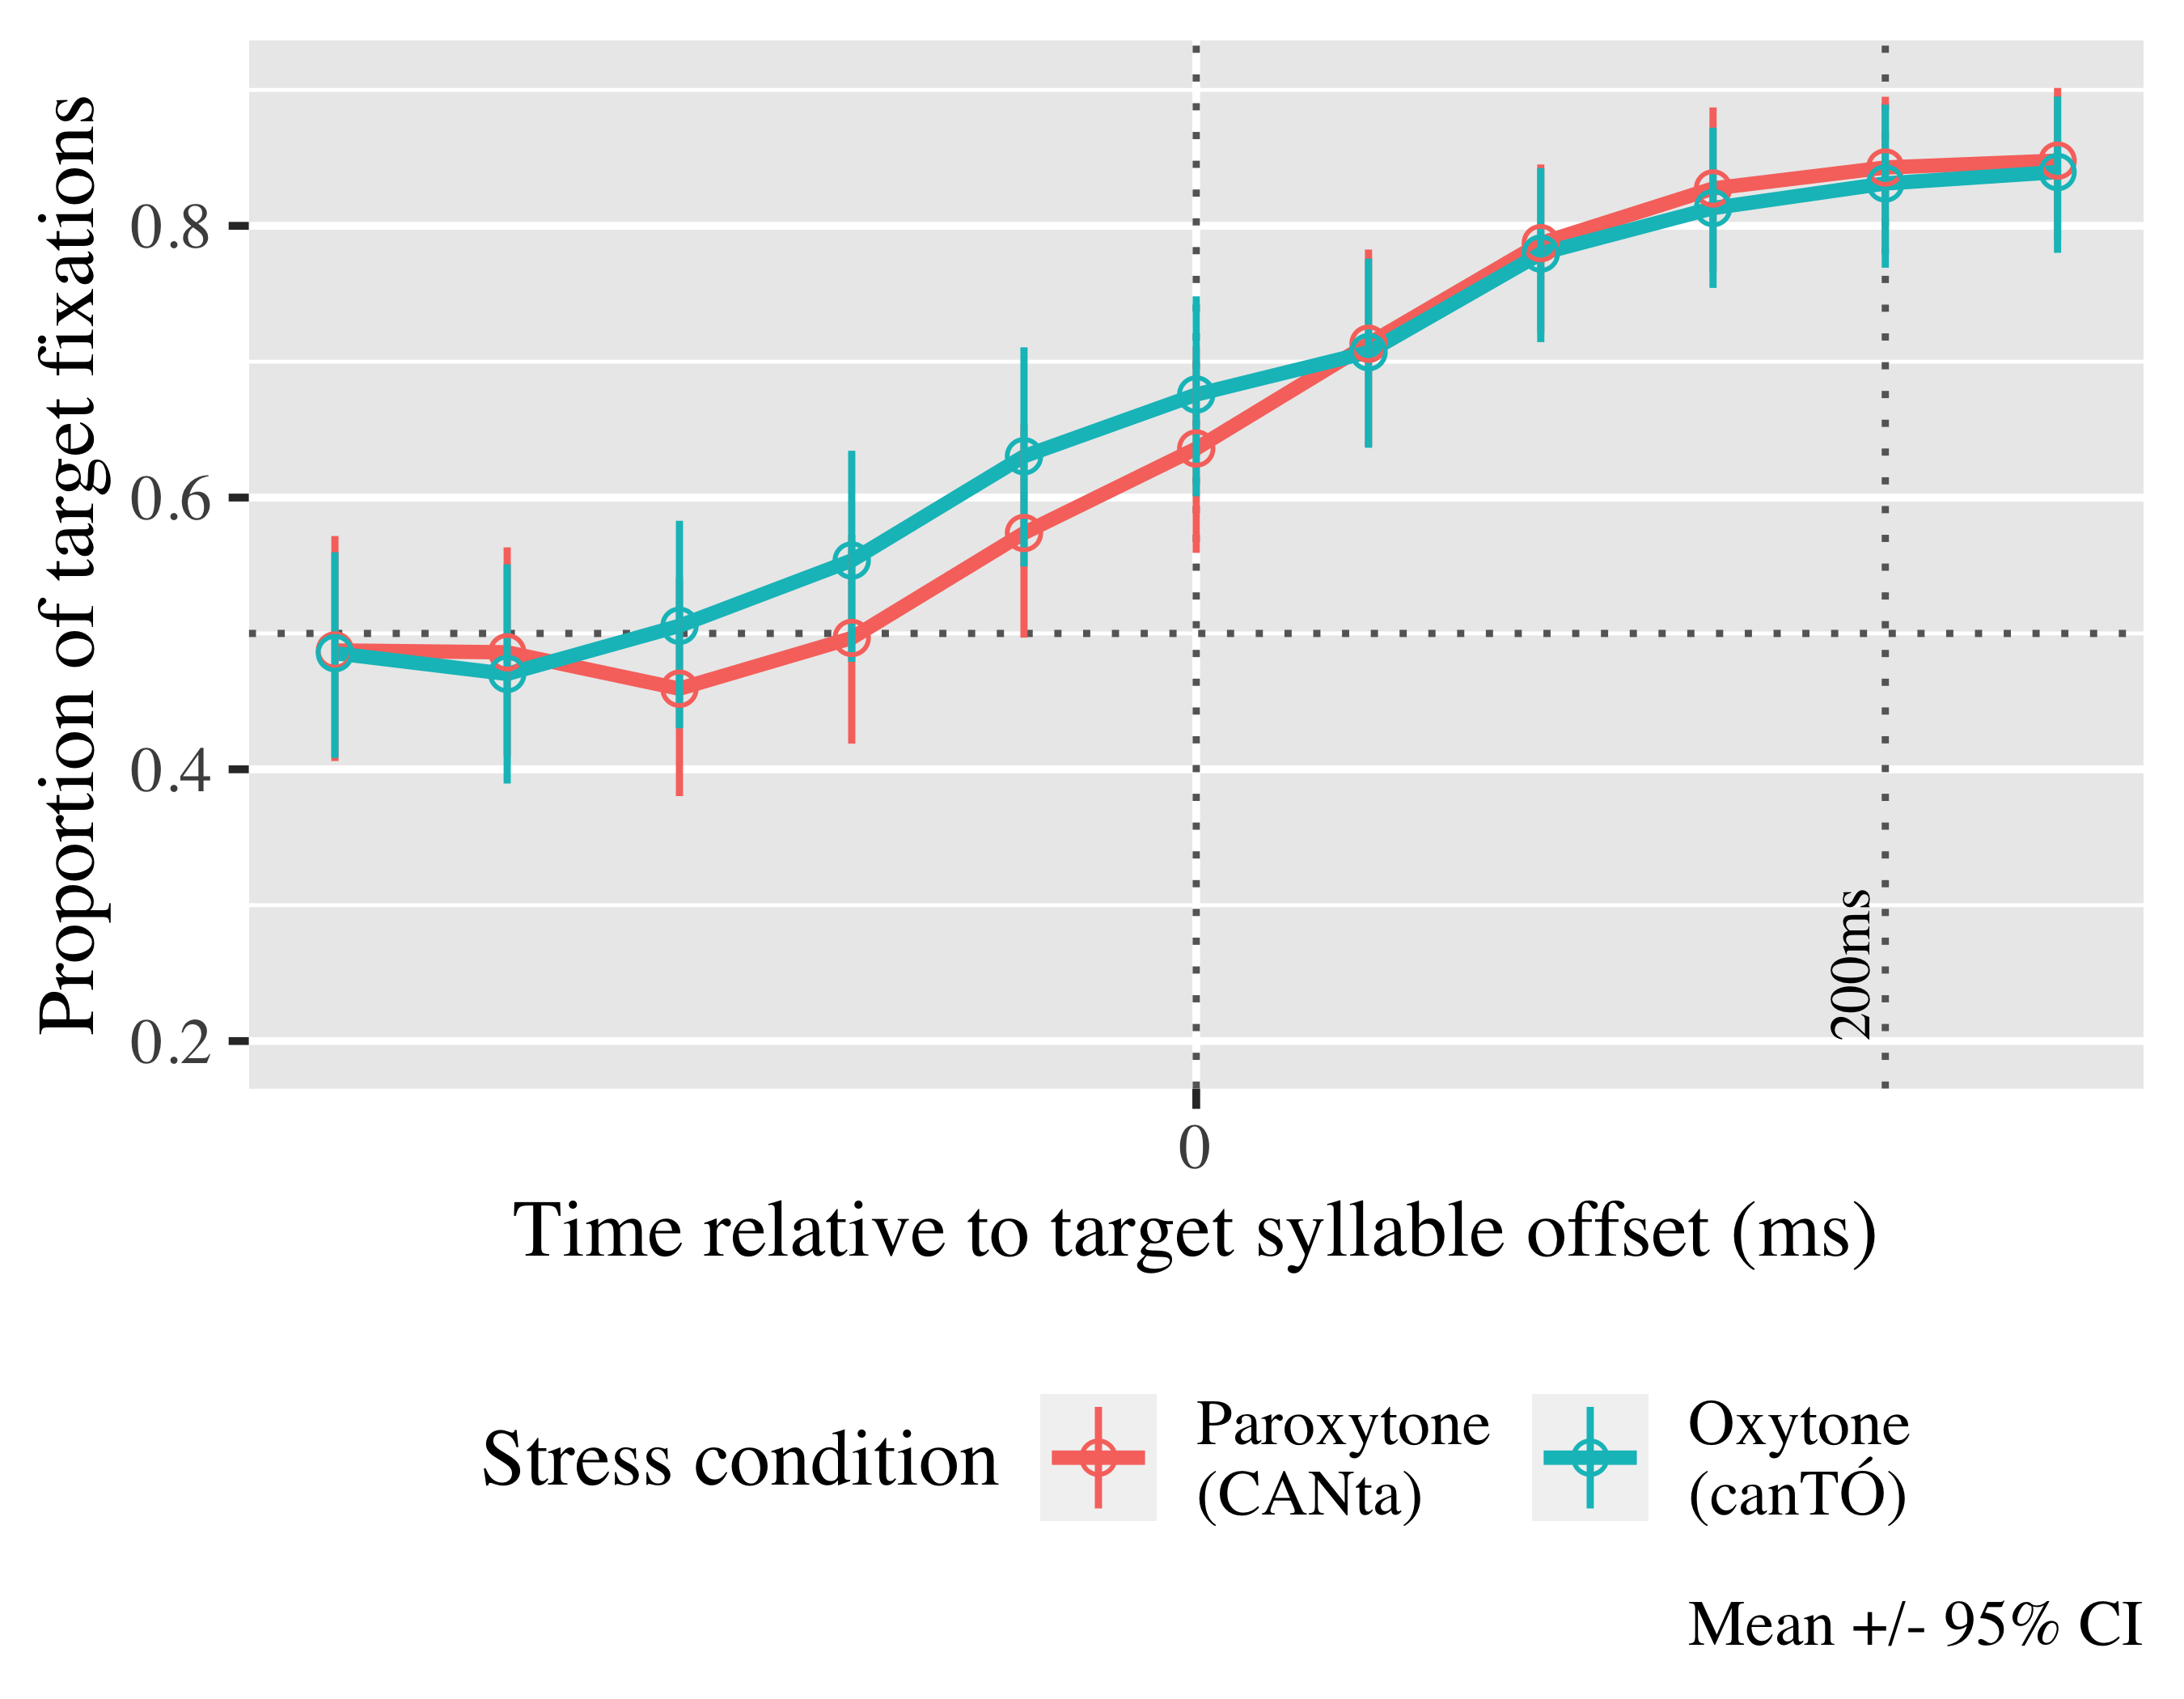 Proportion of target fixations
0.8
0.6
0.4
0.2
200ms
0
Time relative to target syllable offset (ms)
Stress condition
Paroxytone
(CANta)
Oxytone
(canTÓ)
Mean +/- 95% CI